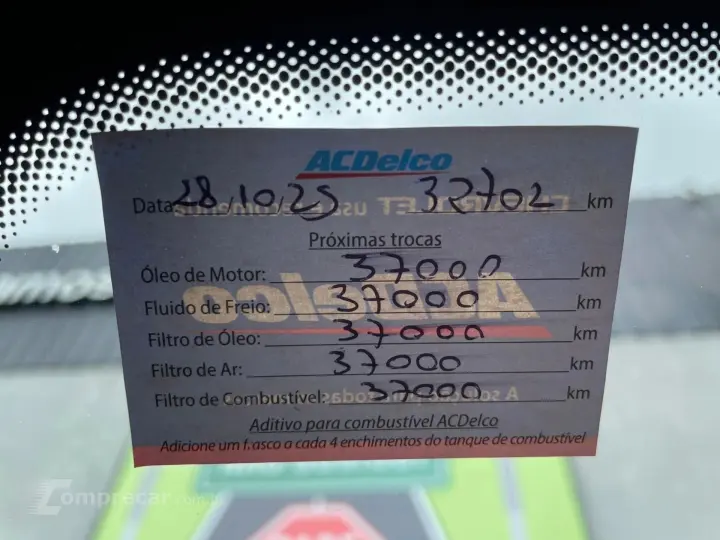 ACDelco
Data 28/10/25 32702 km
Próximas trocas
Óleo de Motor: 37000 km
Fluido de Freio: 37000 km
Filtro de Óleo: 37000 km
Filtro de Ar: 37000 km
Filtro de Combustível: 37000 km
Aditivo para combustível ACDelco
Adicione um frasco a cada 4 enchimentos do tanque de combustível
Comprecar.com